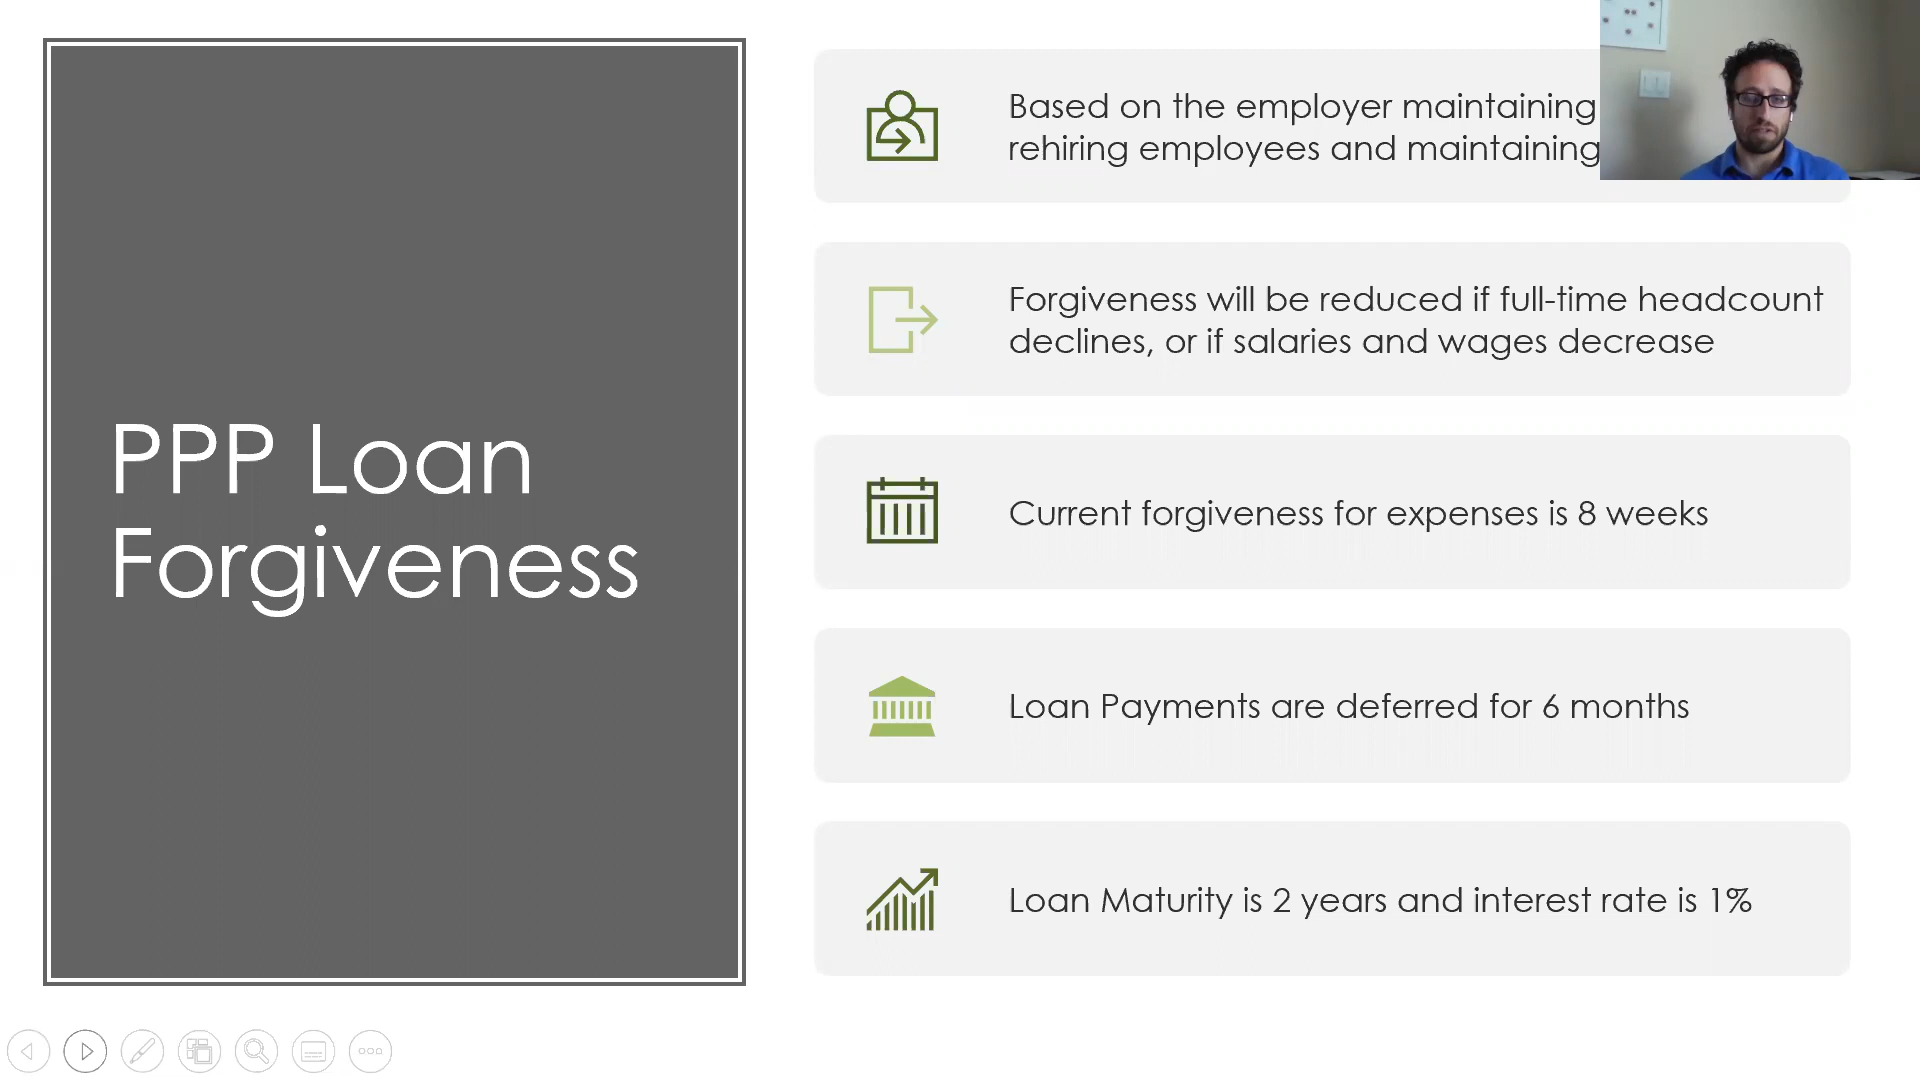 PPP Loan
Forgiveness
Based on the employer maintaining
rehiring employees and maintaining
Forgiveness will be reduced if full-time headcount
declines, or if salaries and wages decrease
Current forgiveness for expenses is 8 weeks
Loan Payments are deferred for 6 months
Loan Maturity is 2 years and interest rate is 1%